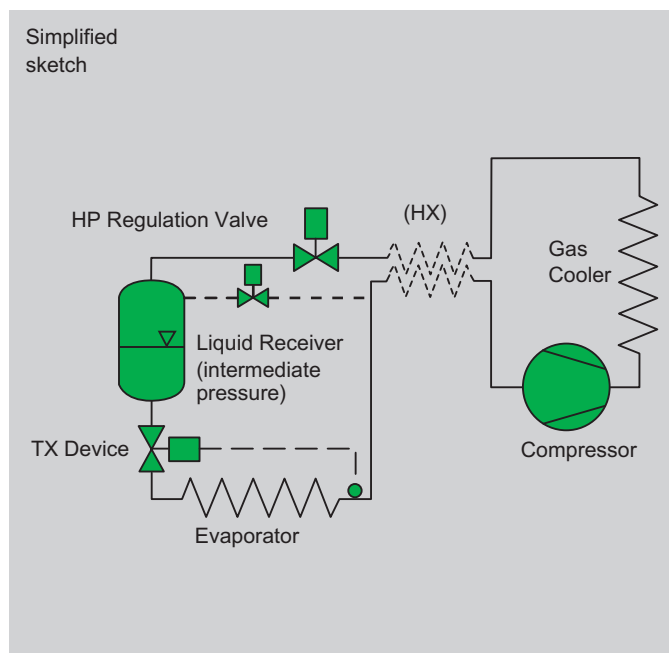 Simplified
sketch
HP Regulation Valve
(HX)
Gas
Cooler
Liquid Receiver
(intermediate
pressure)
TX Device
Compressor
Evaporator